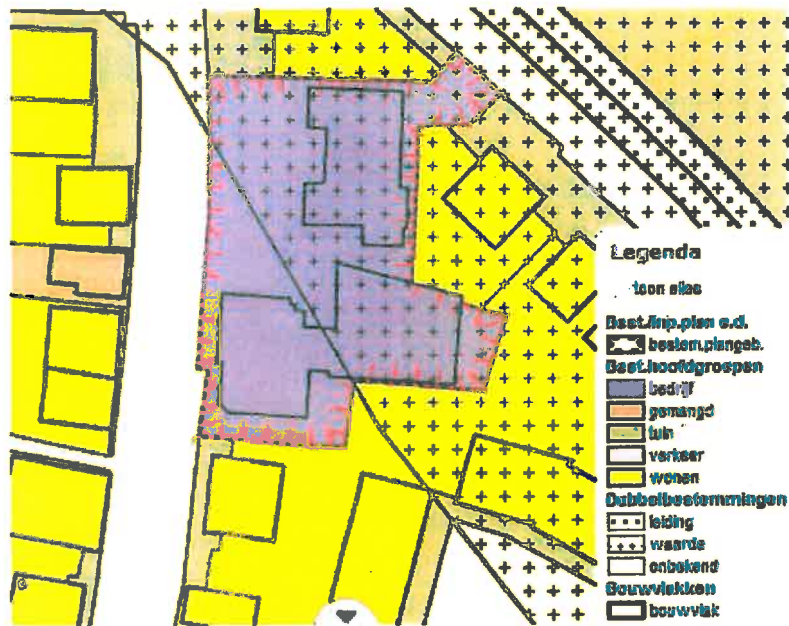 Legenda
toon alles
Best./inp.plan e.d.
bestem.plangeb.
Best.hoofdgroepen
bedrijf
gemengd
tuin
verkeer
wonen
Dubbelbestemmingen
leiding
waarde
onbekend
Bouwvlakken
bouwvlak